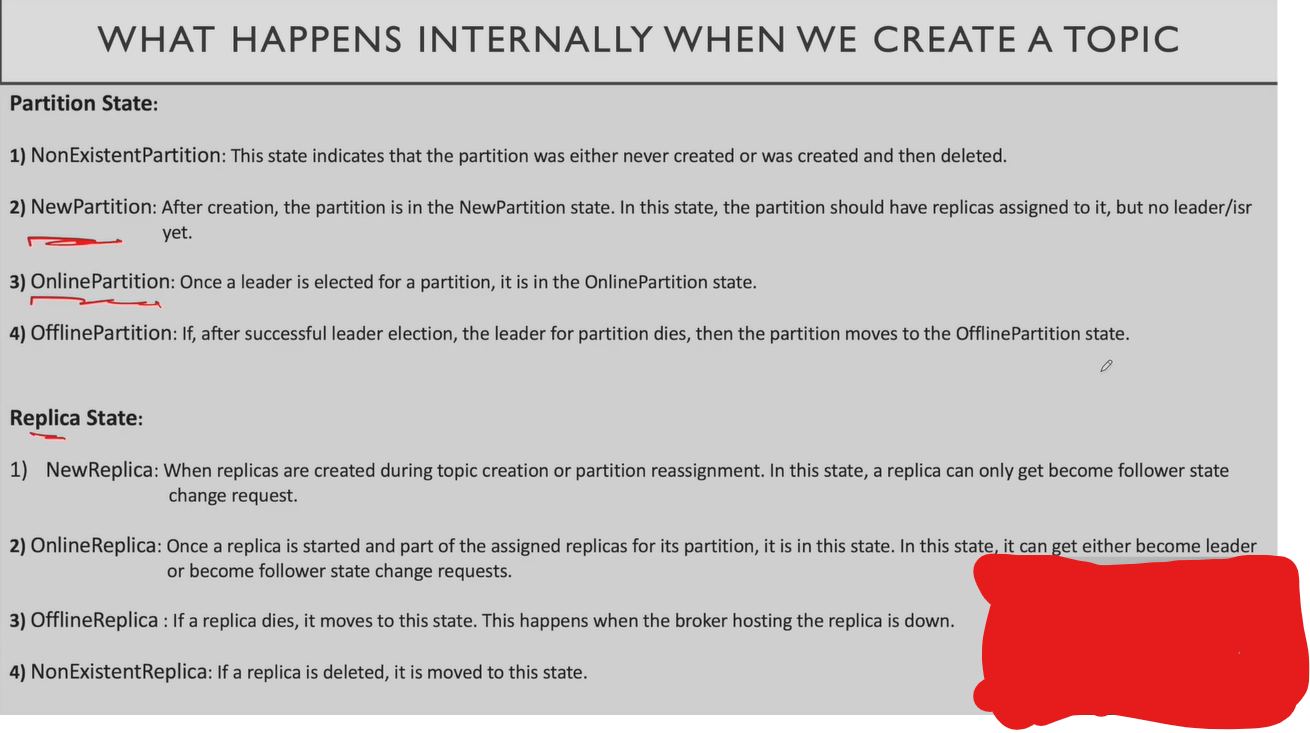 WHAT HAPPENS INTERNALLY WHEN WE CREATE A TOPIC
Partition State:
1) NonExistentPartition: This state indicates that the partition was either never created or was created and then deleted.
2) NewPartition: After creation, the partition is in the NewPartition state. In this state, the partition should have replicas assigned to it, but no leader/isr
yet.
3) OnlinePartition: Once a leader is elected for a partition, it is in the OnlinePartition state.
4) OfflinePartition: If, after successful leader election, the leader for partition dies, then the partition moves to the OfflinePartition state.
Replica State:
1) NewReplica: When replicas are created during topic creation or partition reassignment. In this state, a replica can only get become follower state
change request.
2) OnlineReplica: Once a replica is started and part of the assigned replicas for its partition, it is in this state. In this state, it can get either become leader
or become follower state change requests.
3) OfflineReplica : If a replica dies, it moves to this state. This happens when the broker hosting the replica is down.
4) NonExistentReplica: If a replica is deleted, it is moved to this state.